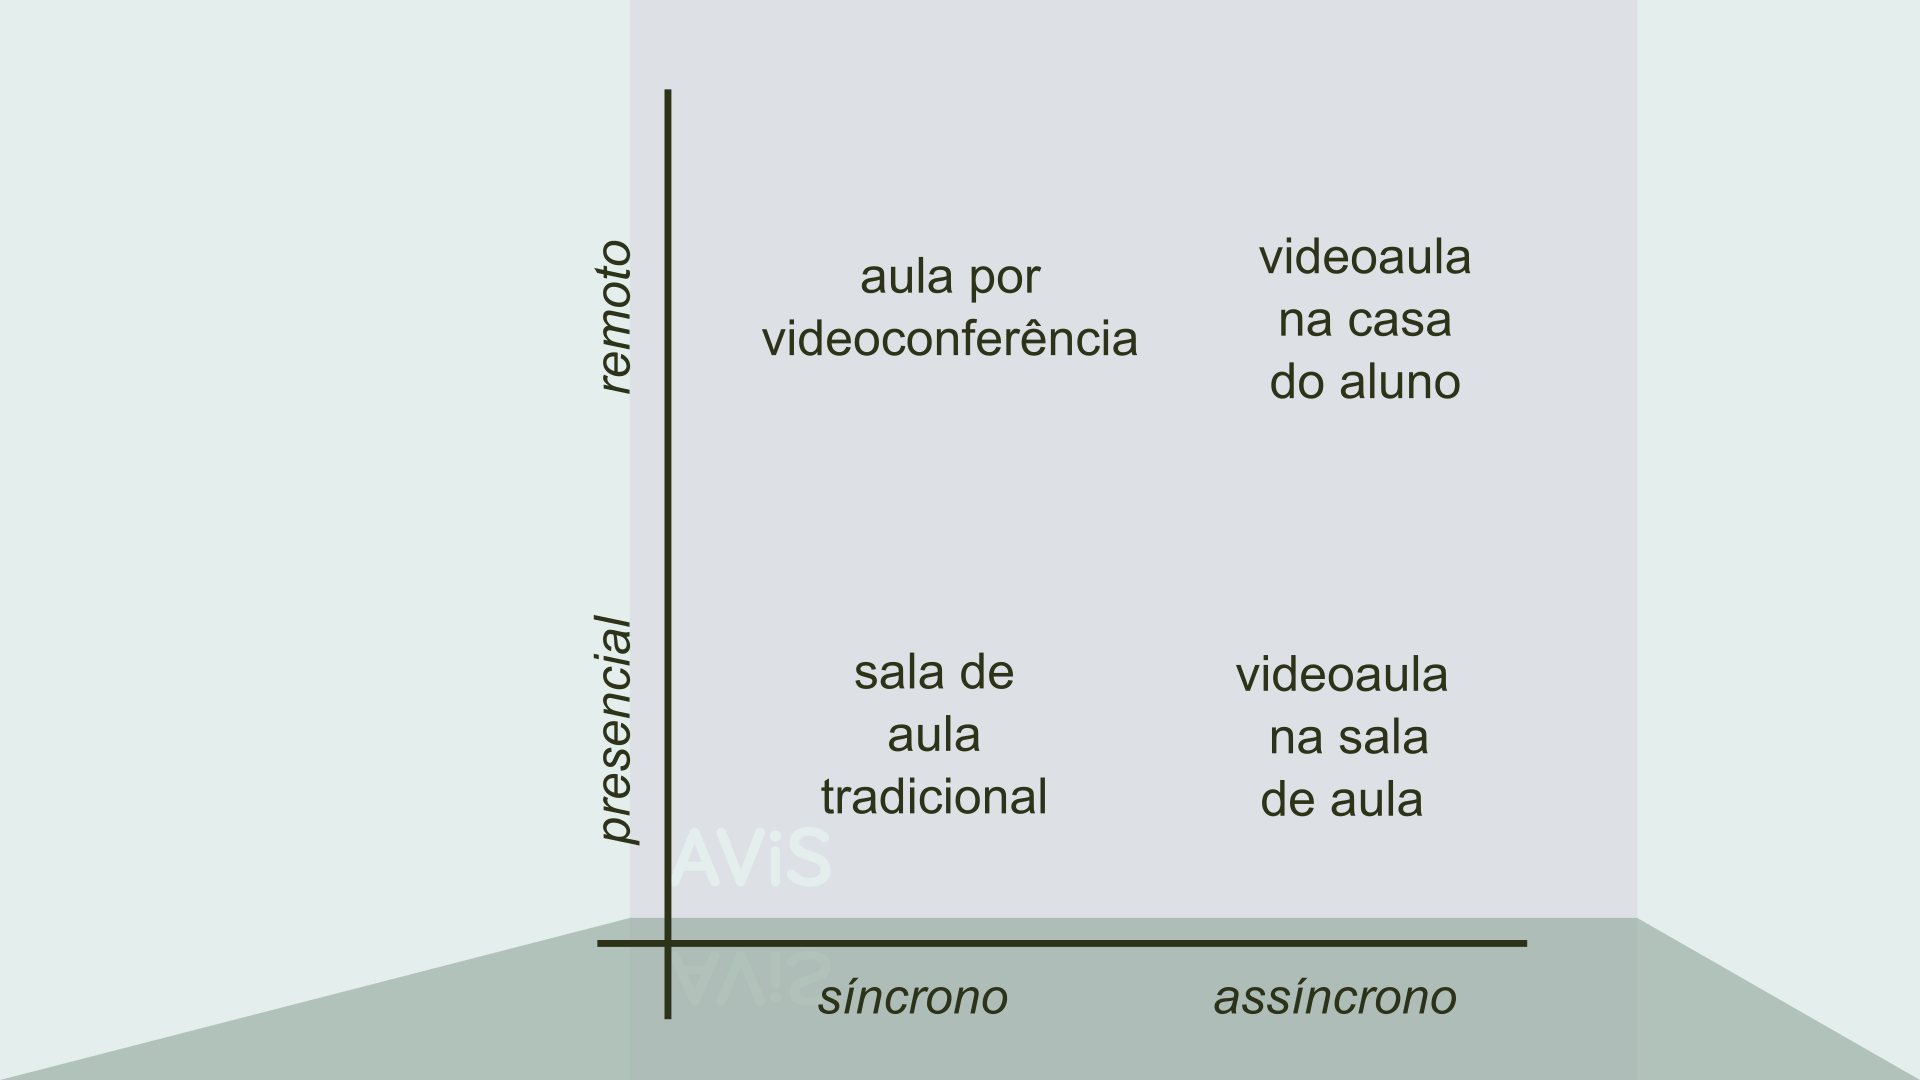 remoto
aula por
videoconferência
videoaula
na casa
do aluno
presencial
sala de
aula
tradicional
videoaula
na sala
de aula
AViS
AViS
síncrono
assíncrono